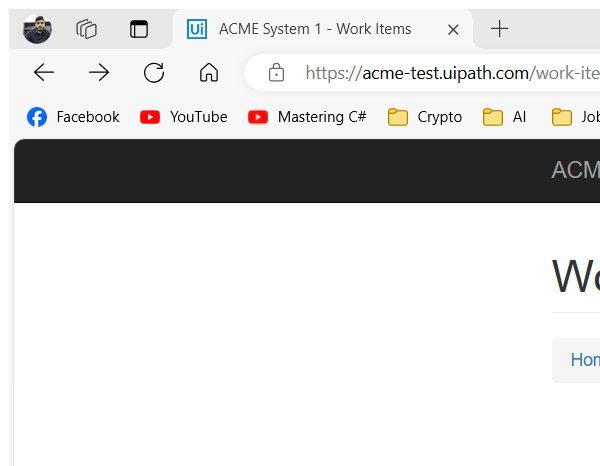 Ui ACME System 1 - Work Items
https://acme-test.uipath.com/work-ite
Facebook YouTube Mastering C# Crypto AI Job
ACM
Wo
Hom